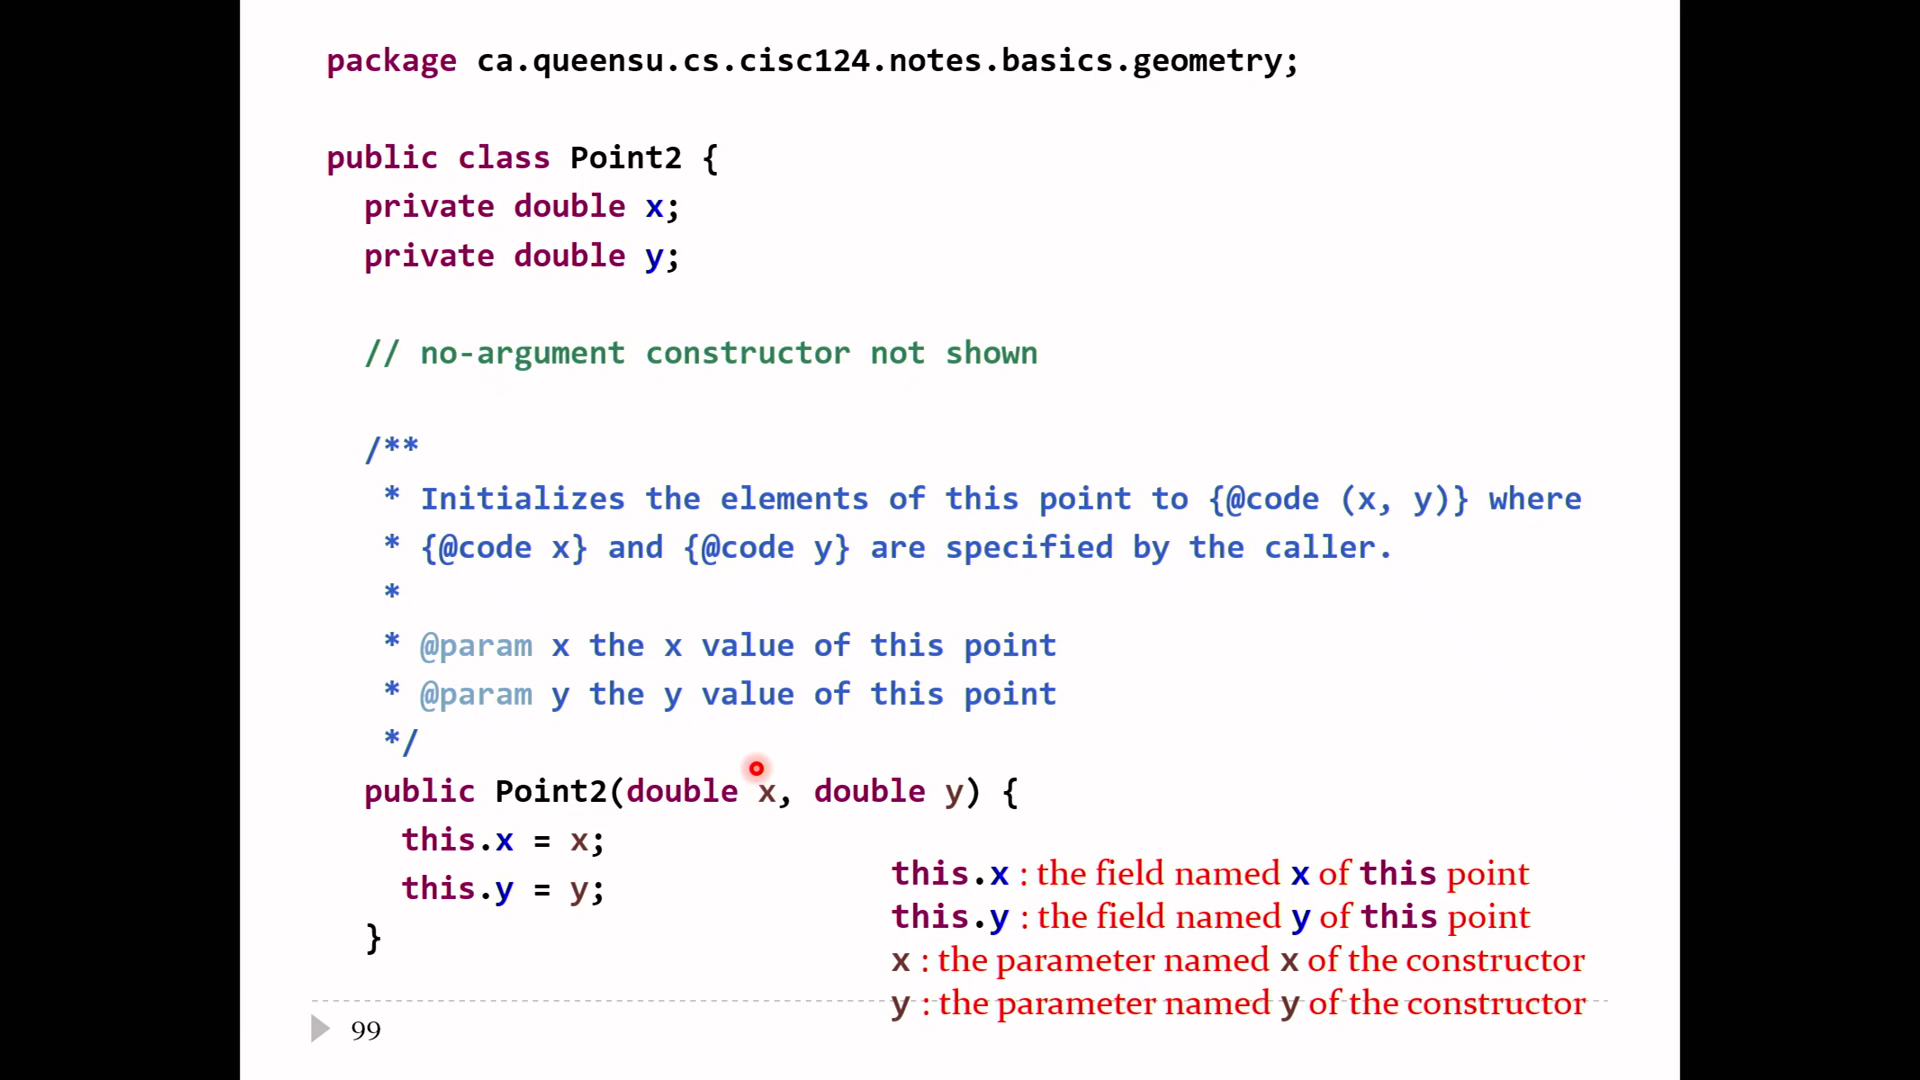 package ca.queensu.cs.cisc124.notes.basics.geometry;
public class Point2 {
private double x;
private double y;
// no-argument constructor not shown
/**
* Initializes the elements of this point to {@code (x, y)} where
* {@code x} and {@code y} are specified by the caller.
*
* @param x the x value of this point
* @param y the y value of this point
*/
public Point2(double x, double y) {
this.x = x;
this.y = y;
}
this.x : the field named x of this point
this.y : the field named y of this point
x : the parameter named x of the constructor
y : the parameter named y of the constructor
99